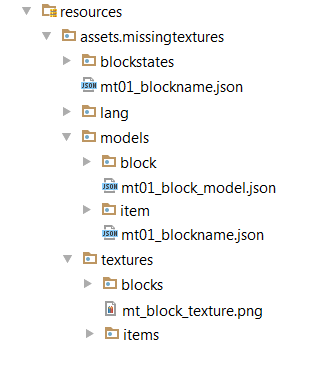 resources
assets.missingtextures
blockstates
mt01_blockname.json
lang
models
block
mt01_block_model.json
item
mt01_blockname.json
textures
blocks
mt_block_texture.png
items